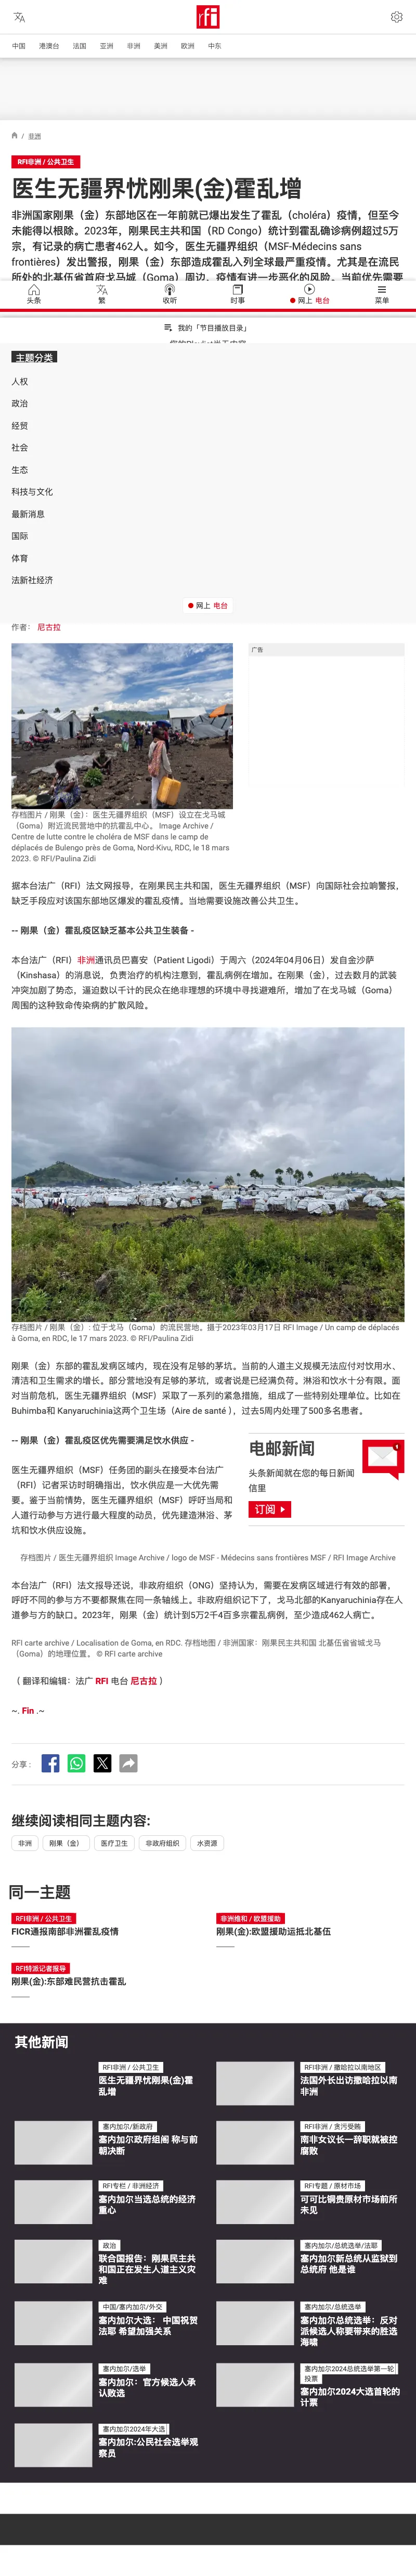 rfi
中国 港澳台 法国 亚洲 非洲 美洲 欧洲 中东
/ 非洲
RFI非洲 / 公共卫生
医生无疆界忧刚果(金)霍乱增
非洲国家刚果（金）东部地区在一年前就已爆出发生了霍乱（choléra）疫情，但至今
未能得以根除。2023年，刚果民主共和国（RD Congo）统计到霍乱确诊病例超过5万
宗，有记录的病亡患者462人。如今，医生无疆界组织（MSF-Médecins sans
frontières）发出警报，刚果（金）东部造成霍乱入列全球最严重疫情。尤其是在流民
所处的北基伍省首府戈马城（Goma）周边，疫情有进一步恶化的风险。当前优先需要
头条 繁 收听 时事 网上 电台 菜单
我的「节目播放目录」
主题分类
人权
政治
经贸
社会
生态
科技与文化
最新消息
国际
体育
法新社经济
网上 电台
作者： 尼古拉
广告
存档图片 / 刚果（金）：医生无疆界组织（MSF）设立在戈马城
（Goma）附近流民营地中的抗霍乱中心。 Image Archive /
Centre de lutte contre le choléra de MSF dans le camp de
déplacés de Bulengo près de Goma, Nord-Kivu, RDC, le 18 mars
2023. © RFI/Paulina Zidi
据本台法广（RFI）法文网报导，在刚果民主共和国，医生无疆界组织（MSF）向国际社会拉响警报，
缺乏手段应对该国东部地区爆发的霍乱疫情。当地需要设施改善公卫生。
-- 刚果（金）霍乱疫区缺乏基本公共卫生装备 -
本台法广（RFI）非洲通讯员巴喜安（Patient Ligodi）于周六（2024年04月06日）发自金沙萨
（Kinshasa）的消息说，负责治疗的机构注意到，霍乱病例在增加。在刚果（金），过去数月的武装
冲突加剧了势态，逼迫数以千计的民众在绝非理想的环境中寻找避难所，增加了在戈马城（Goma）
周围的这种致命传染病的扩散风险。
存档图片 / 刚果（金）: 位于戈马（Goma）的流民营地。摄于2023年03月17日 RFI Image / Un camp de déplacés
à Goma, en RDC, le 17 mars 2023. © RFI/Paulina Zidi
刚果（金）东部的霍乱发病区域内，现在没有足够的茅坑。当前的人道主义规模无法应付对饮用水、
清洁和卫生需求的增长。部分营地没有足够的茅坑，或者说是已经满负荷。淋浴和饮水十分有限。面
对当前危机，医生无疆界组织（MSF）采取了一系列的紧急措施，组成了一些特别处理单位。比如在
Buhimba和 Kanyaruchinia这两个卫生场（Aire de santé ），过去5周内处理了500多名患者。
-- 刚果（金）霍乱疫区优先需要满足饮水供应 -
医生无疆界组织（MSF）任务团的副头在接受本台法广
（RFI）记者采访时明确指出，饮水供应是一大优先需
要。鉴于当前情势，医生无疆界组织（MSF）呼吁当局和
人道行动参与方进行最大程度的动员，优先建造淋浴、茅
坑和饮水供应设施。
电邮新闻
头条新闻就在您的每日新闻
信里
订阅
存档图片 / 医生无疆界组织 Image Archive / logo de MSF - Médecins sans frontières MSF / RFI Image Archive
本台法广（RFI）法文报导还说，非政府组织（ONG）坚持认为，需要在发病区域进行有效的部署，
呼吁不同的参与方不要都聚焦在同一条轴线上。非政府组织记下了，戈马北部的Kanyaruchinia存在人
道参与方的缺口。2023年，刚果（金）统计到5万2千4百多宗霍乱病例，至少造成462人病亡。
RFI carte archive / Localisation de Goma, en RDC. 存档地图 / 非洲国家：刚果民主共和国 北基伍省省城戈马
（Goma）的地理位置。 © RFI carte archive
（ 翻译和编辑：法广 RFI 电台 尼古拉 ）
~. Fin .~
分享 :
继续阅读相同主题内容:
非洲 刚果（金） 医疗卫生 非政府组织 水资源
同一主题
RFI非洲 / 公共卫生
FICR通报南部非洲霍乱疫情
非洲维和 / 欧盟援助
刚果(金):欧盟援助运抵北基伍
RFI特派记者报导
刚果(金):东部难民营抗击霍乱
其他新闻
RFI非洲 / 公共卫生
医生无疆界忧刚果(金)霍
乱增
RFI非洲 / 撒哈拉以南地区
法国外长出访撒哈拉以南
非洲
塞内加尔/新政府
塞内加尔政府组阁 称与前
朝决断
RFI非洲 / 贪污受贿
南非女议长一辞职就被控
腐败
RFI专栏 / 非洲经济
塞内加尔当选总统的经济
重心
RFI专题 / 原材市场
可可比铜贵原材市场前所
未见
政治
联合国报告：刚果民主共
和国正在发生人道主义灾
难
塞内加尔/总统选举/法耶
塞内加尔新总统从监狱到
总统府 他是谁
中国/塞内加尔/外交
塞内加尔大选： 中国祝贺
法耶 希望加强关系
塞内加尔/总统选举
塞内加尔总统选举：反对
派候选人称要带来的胜选
海啸
塞内加尔/选举
塞内加尔：官方候选人承
认败选
塞内加尔2024总统选举第一轮
投票
塞内加尔2024大选首轮的
计票
塞内加尔2024年大选
塞内加尔:公民社会选举观
察员